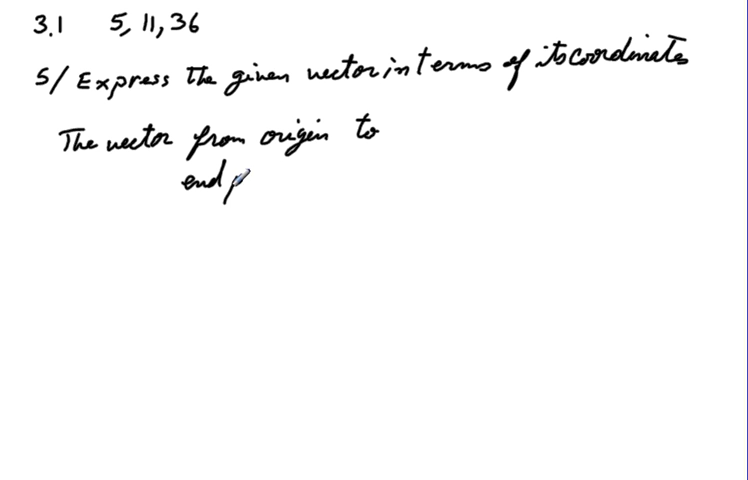 3.1 5, 11, 36
5/ Express the given vector in terms of its coordinates
The vector from origin to
end p